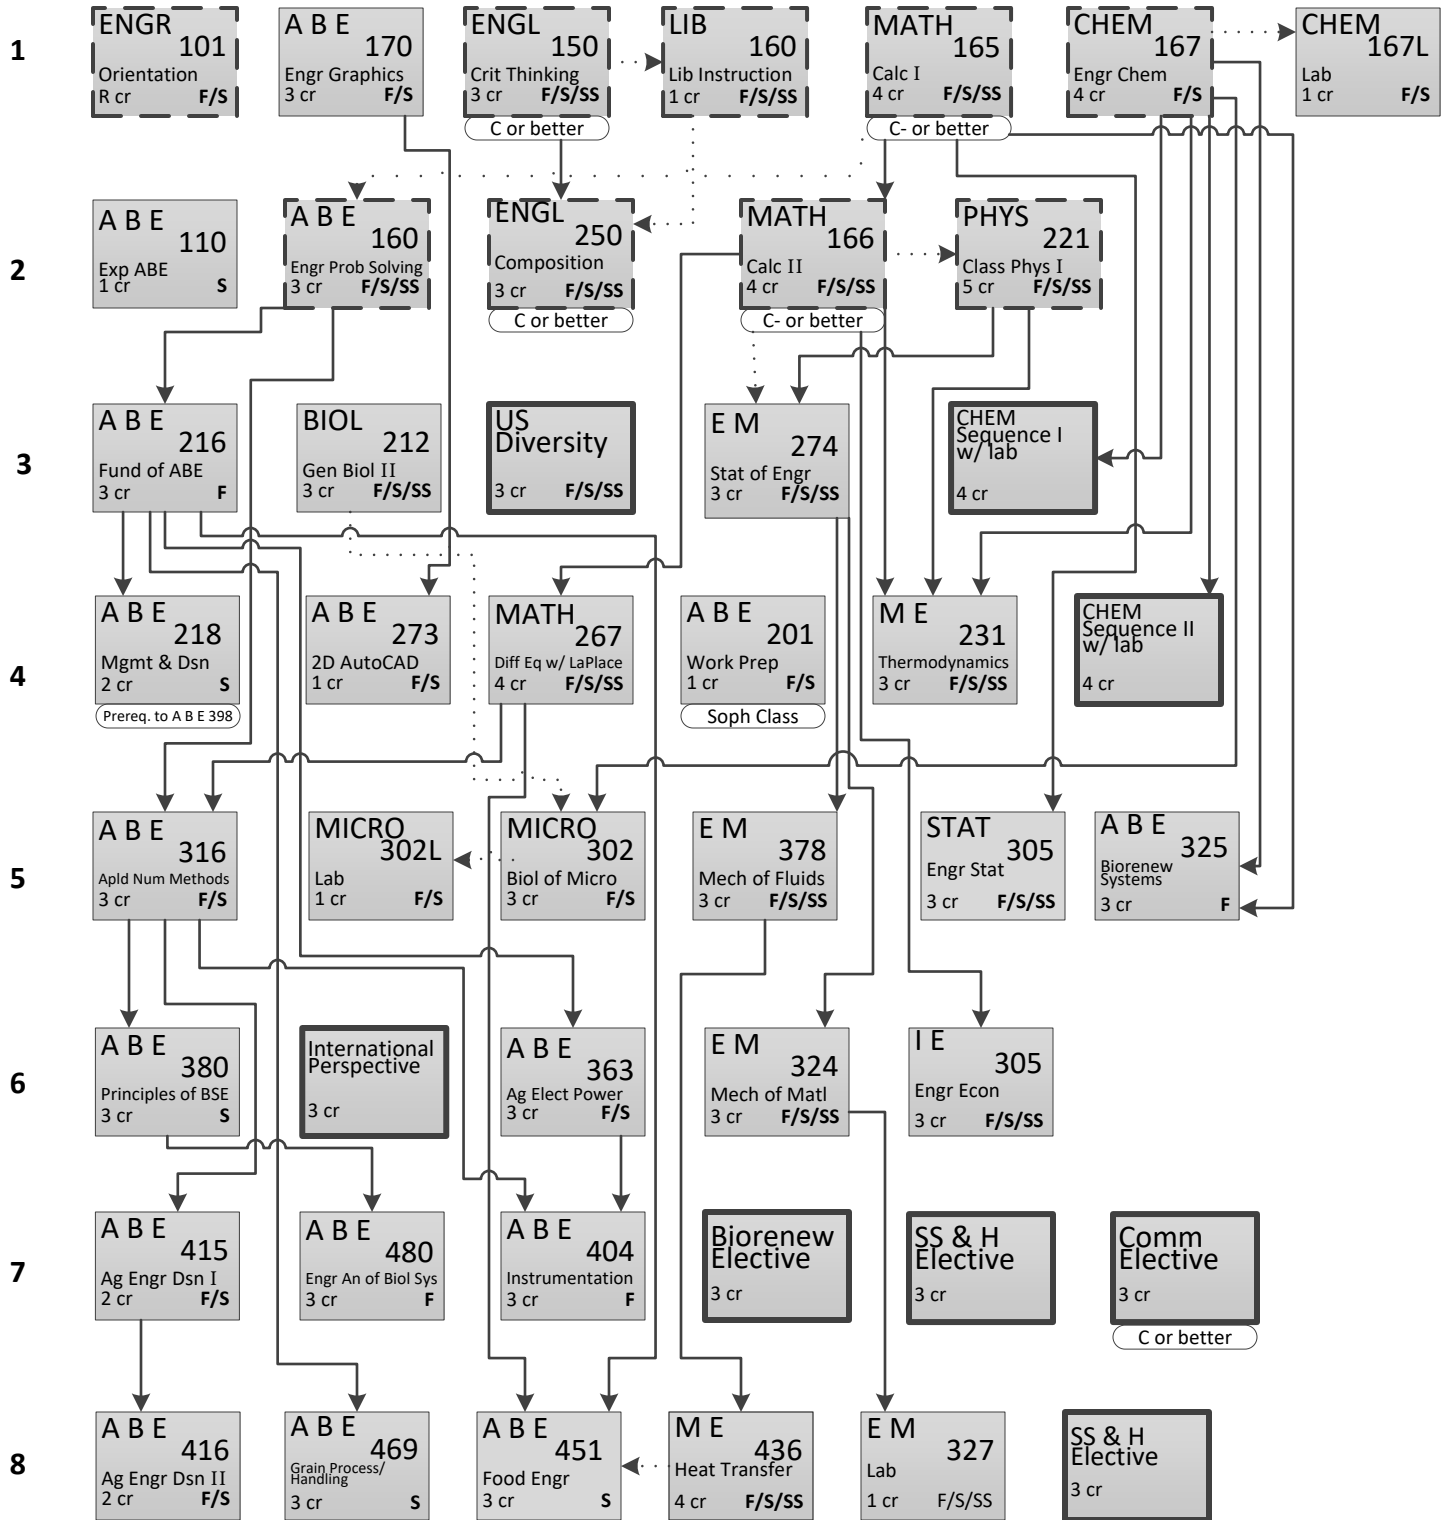 1
ENGR
101
Orientation
R cr F/S
A B E
170
Engr Graphics
3 cr F/S
ENGL
150
Crit Thinking
3 cr F/S/SS
C or better
LIB
160
Lib Instruction
1 cr F/S/SS
MATH
165
Calc I
4 cr F/S/SS
C- or better
CHEM
167
Engr Chem
4 cr F/S
CHEM
167L
Lab
1 cr F/S
2
A B E
110
Exp ABE
1 cr S
A B E
160
Engr Prob Solving
3 cr F/S/SS
ENGL
250
Composition
3 cr F/S/SS
C or better
MATH
166
Calc II
4 cr F/S/SS
C- or better
PHYS
221
Class Phys I
5 cr F/S/SS
3
A B E
216
Fund of ABE
3 cr F
BIOL
212
Gen Biol II
3 cr F/S/SS
US
Diversity
3 cr F/S/SS
E M
274
Stat of Engr
3 cr F/S/SS
CHEM
Sequence I
w/ lab
4 cr
4
A B E
218
Mgmt & Dsn
2 cr S
Prereq. to A B E 398
A B E
273
2D AutoCAD
1 cr F/S
MATH
267
Diff Eq w/ LaPlace
4 cr F/S/SS
A B E
201
Work Prep
1 cr F/S
Soph Class
M E
231
Thermodynamics
3 cr F/S/SS
CHEM
Sequence II
w/ lab
4 cr
5
A B E
316
Apld Num Methods
3 cr F/S
MICRO
302L
Lab
1 cr F/S
MICRO
302
Biol of Micro
3 cr F/S
E M
378
Mech of Fluids
3 cr F/S/SS
STAT
305
Engr Stat
3 cr F/S/SS
A B E
325
Biorenew
Systems
3 cr F
6
A B E
380
Principles of BSE
3 cr S
International
Perspective
3 cr
A B E
363
Ag Elect Power
3 cr F/S
E M
324
Mech of Matl
3 cr F/S/SS
I E
305
Engr Econ
3 cr F/S/SS
7
A B E
415
Ag Engr Dsn I
2 cr F/S
A B E
480
Engr An of Biol Sys
3 cr F
A B E
404
Instrumentation
3 cr F
Biorenew
Elective
3 cr
SS & H
Elective
3 cr
Comm
Elective
3 cr
C or better
8
A B E
416
Ag Engr Dsn II
2 cr F/S
A B E
469
Grain Process/
Handling
3 cr S
A B E
451
Food Engr
3 cr S
M E
436
Heat Transfer
4 cr F/S/SS
E M
327
Lab
1 cr F/S/SS
SS & H
Elective
3 cr